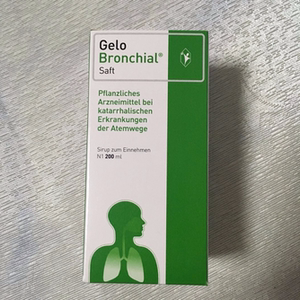 Gelo
Bronchial®
Saft
Pflanzliches
Arzneimittel bei
katarrhalischen
Erkrankungen
der Atemwege
Sirup zum Einnehmen
N1 200 ml